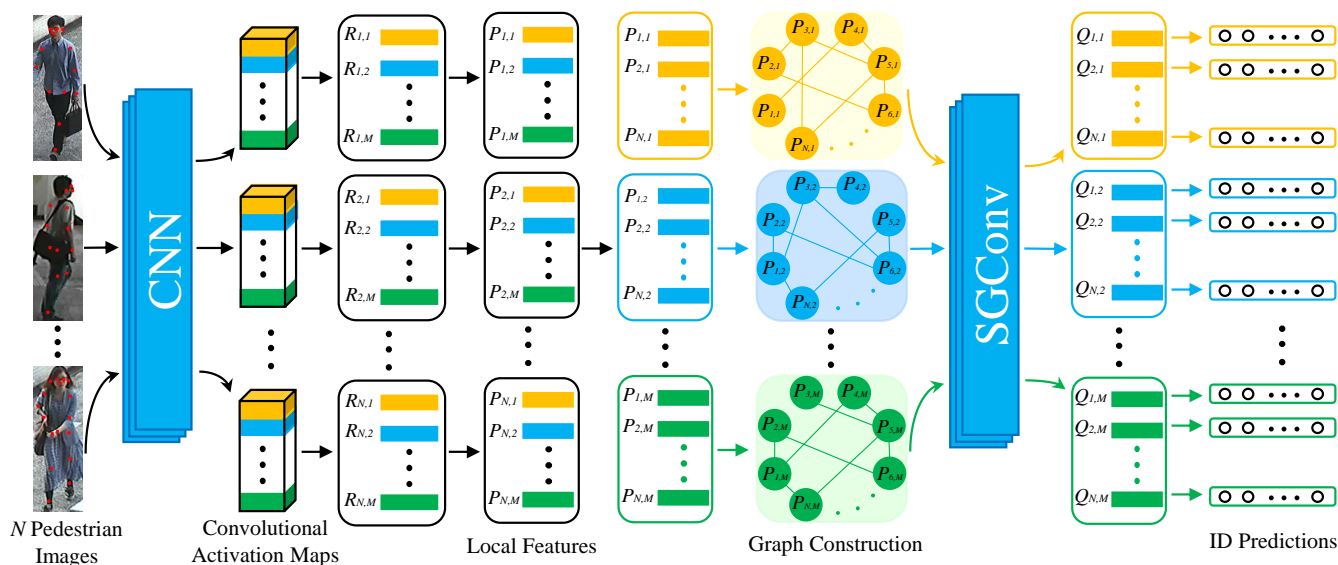 R1,1
R1,2
R1,M
P1,1
P1,2
P1,M
P1,1
P2,1
PN,1
P3,1
P4,1
P2,1
P5,1
P1,1
P6,1
PN,1
Q1,1
Q2,1
QN,1
CNN
R2,1
R2,2
R2,M
P2,1
P2,2
P2,M
P1,2
P2,2
PN,2
P3,2
P4,2
P2,2
P5,2
P1,2
P6,2
PN,2
SGConv
Q1,2
Q2,2
QN,2
RN,1
RN,2
RN,M
PN,1
PN,2
PN,M
P1,M
P2,M
PN,M
P3,M
P4,M
P2,M
P5,M
P1,M
P6,M
PN,M
Q1,M
Q2,M
QN,M
N Pedestrian
Images
Convolutional
Activation Maps
Local Features
Graph Construction
ID Predictions